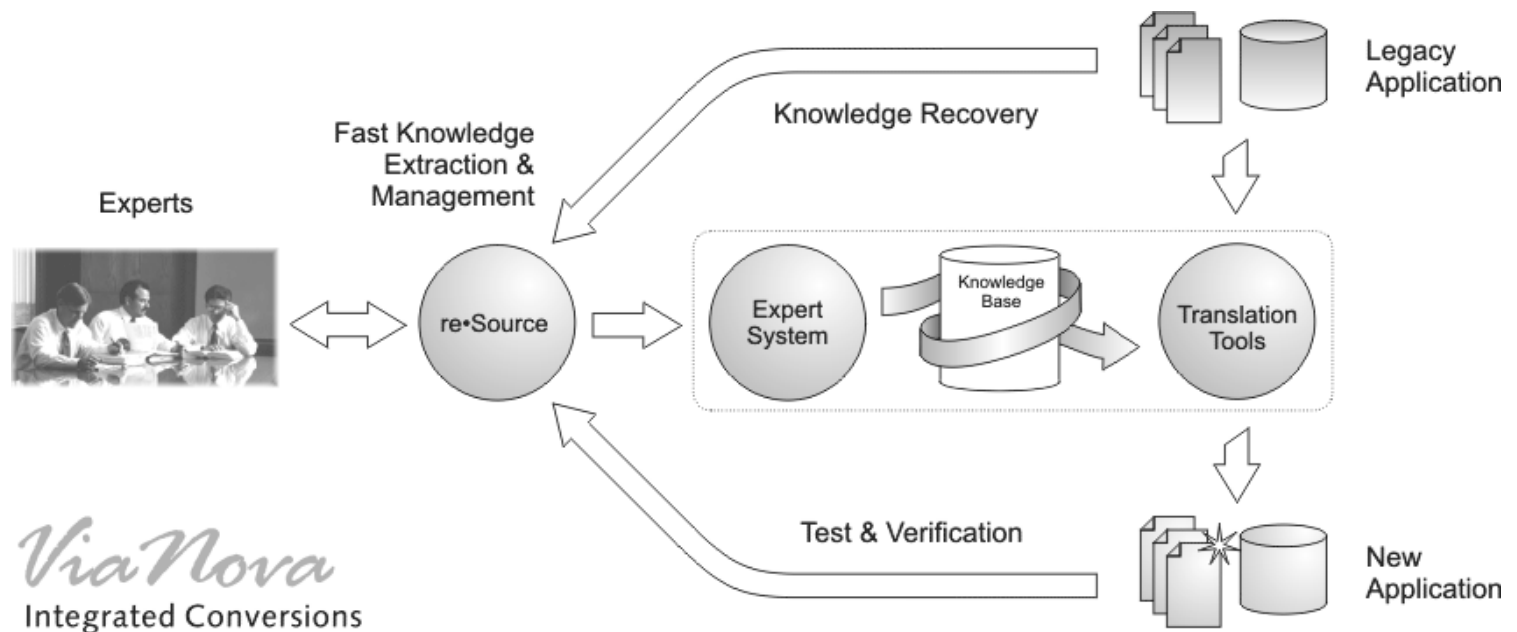 Legacy
Application
Knowledge Recovery
Fast Knowledge
Extraction &
Management
Experts
re•Source
Expert
System
Knowledge
Base
Translation
Tools
Test & Verification
New
Application
ViaNova
Integrated Conversions